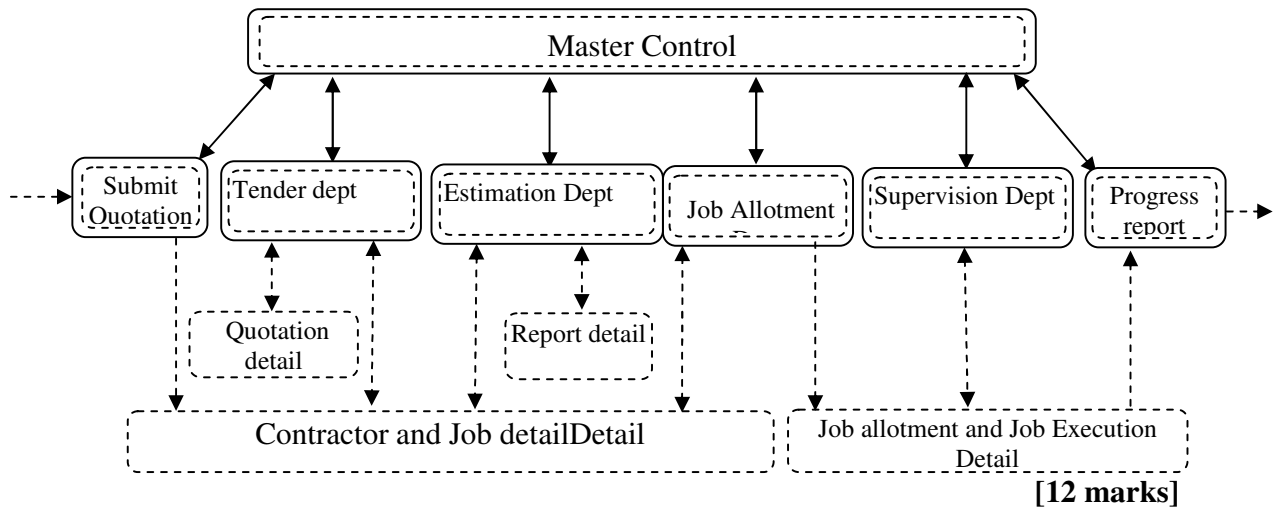 Master Control
Submit
Quotation
Tender dept
Estimation Dept
Job Allotment
Supervision Dept
Progress
report
Quotation
detail
Report detail
Contractor and Job detailDetail
Job allotment and Job Execution
Detail
[12 marks]